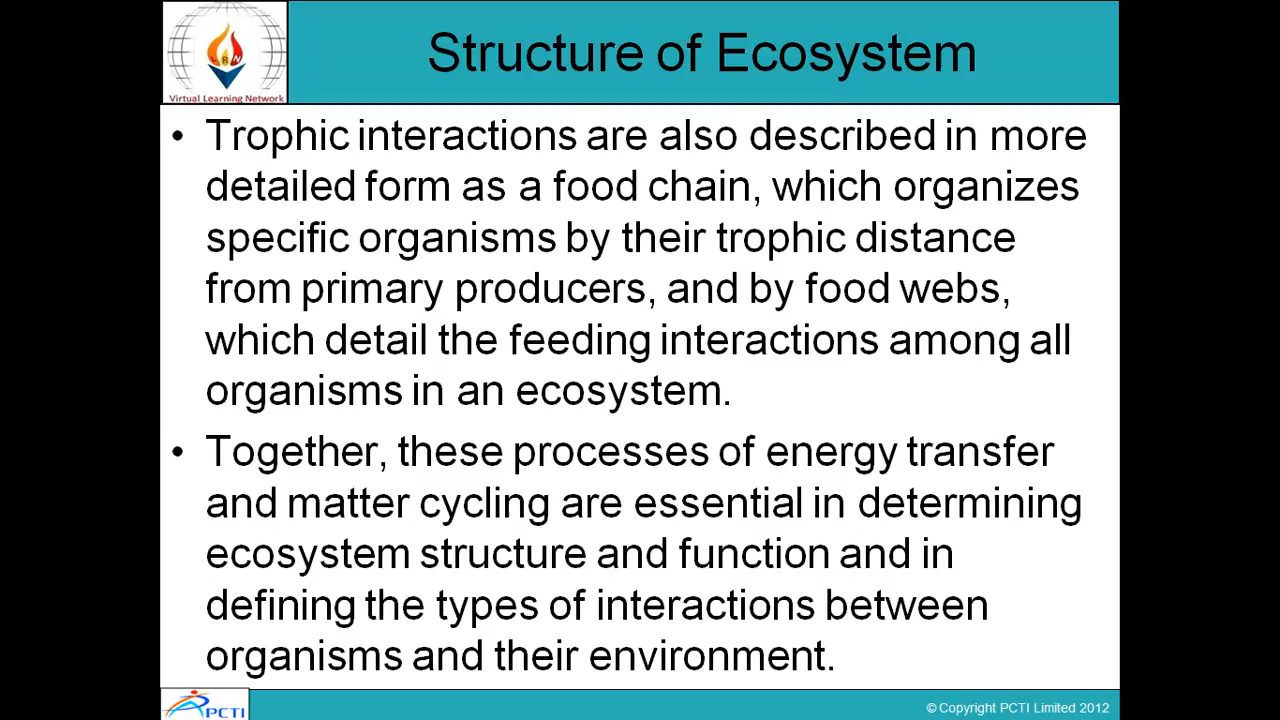 Structure of Ecosystem
Virtual Learning Network
• Trophic interactions are also described in more
detailed form as a food chain, which organizes
specific organisms by their trophic distance
from primary producers, and by food webs,
which detail the feeding interactions among all
organisms in an ecosystem.
• Together, these processes of energy transfer
and matter cycling are essential in determining
ecosystem structure and function and in
defining the types of interactions between
organisms and their environment.
PCTI
© Copyright PCTI Limited 2012